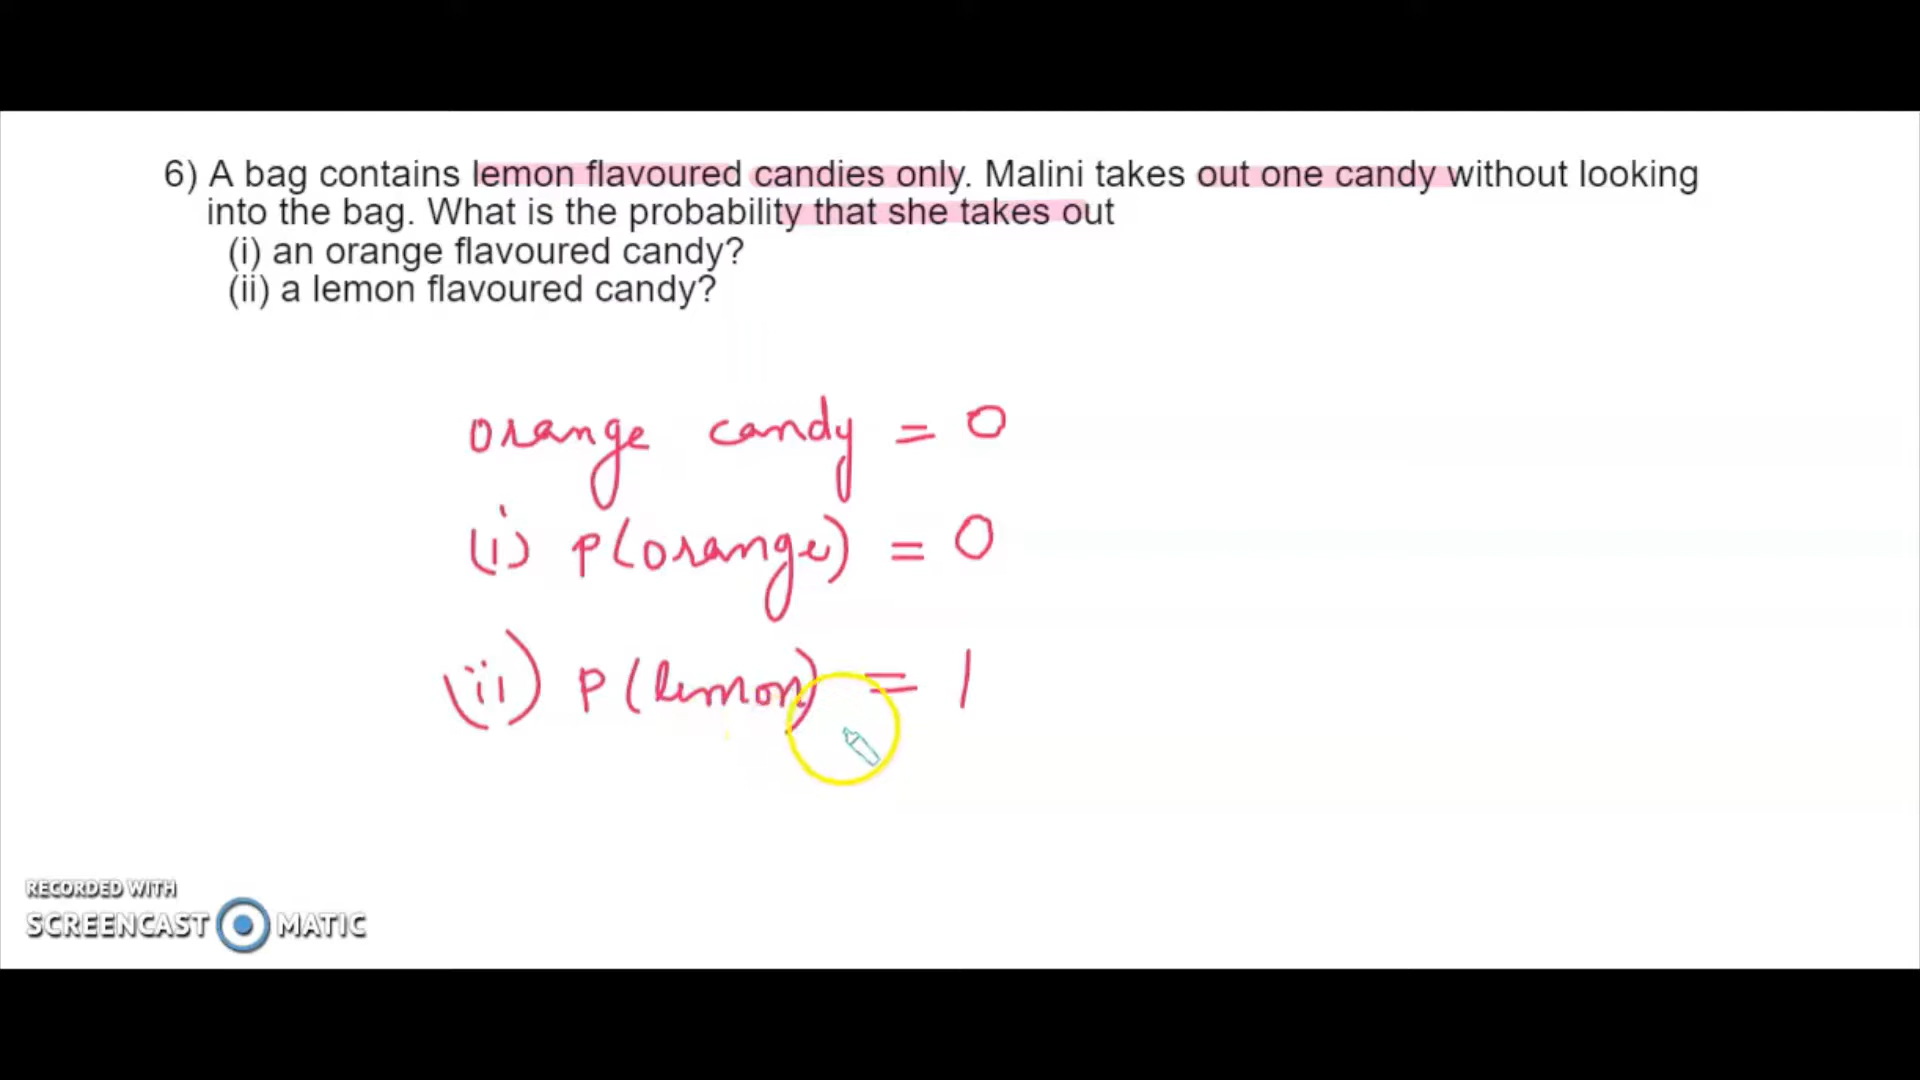 6) A bag contains lemon flavoured candies only. Malini takes out one candy without looking
into the bag. What is the probability that she takes out
(i) an orange flavoured candy?
(ii) a lemon flavoured candy?
orange candy = 0
(i) P(orange) = 0
(ii) P(lemon) = 1
RECORDED WITH
SCREENCAST MATIC